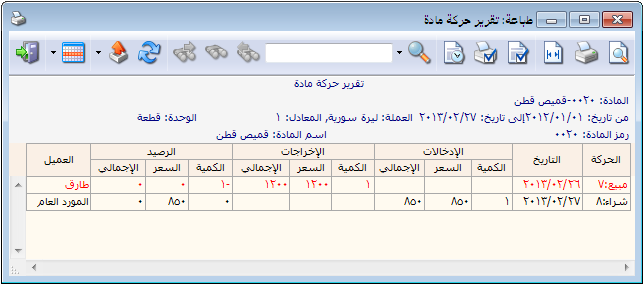 طباعة: تقرير حركة مادة
تقرير حركة مادة
المادة: ٠٠٢٠-قميص قطن
من تاريخ: ٢٠١٢/٠١/٠١إلى تاريخ: ٢٠١٣/٠٢/٢٧ العملة: ليرة سورية, المعادل: ١ الوحدة: قطعة
رمز المادة: ٠٠٢٠ اسم المادة: قميص قطن
الحركة التاريخ الإدخالات الإخراجات الرصيد العميل
الكمية السعر الإجمالي الكمية السعر الإجمالي الكمية السعر الإجمالي
مبيع:٧ ٢٠١٣/٠٢/٢٦ ١ ١٢٠٠ ١٢٠٠ -١ ٠ ٠ طارق
شراء:٨ ٢٠١٣/٠٢/٢٧ ١ ٨٥٠ ٨٥٠ ٠ ٨٥٠ ٠ المورد العام